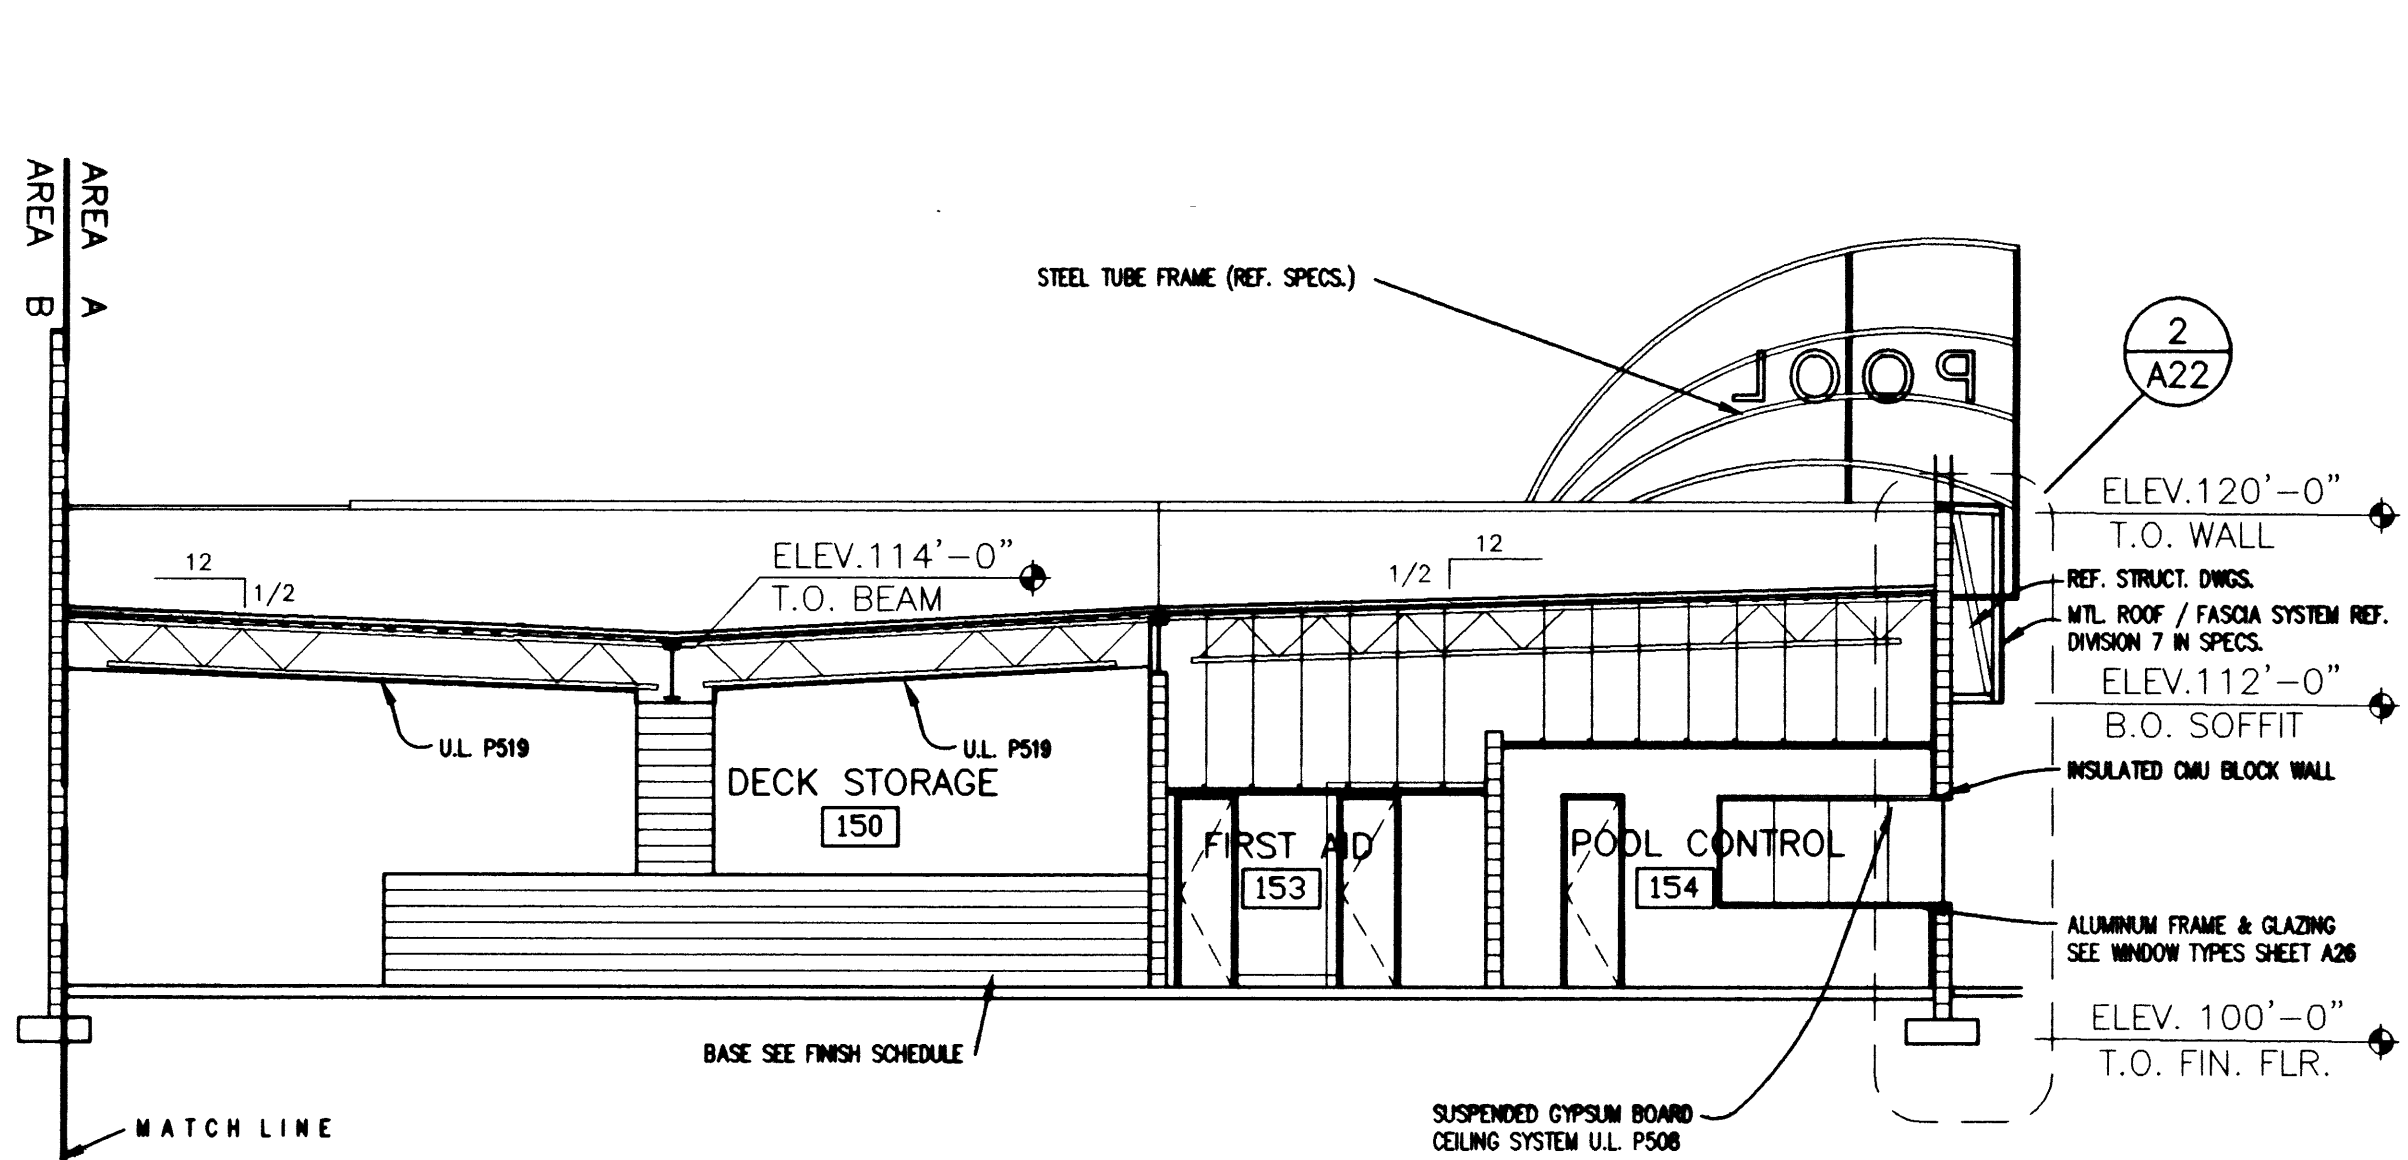 AREA A
AREA B
STEEL TUBE FRAME (REF. SPECS.)
POOL
2
A22
ELEV.120'-0"
T.O. WALL
12
1/2
ELEV.114'-0"
T.O. BEAM
12
1/2
REF. STRUCT. DWGS.
MTL. ROOF / FASCIA SYSTEM REF.
DIVISION 7 IN SPECS.
ELEV.112'-0"
B.O. SOFFIT
U.L. P519
U.L. P519
INSULATED CMU BLOCK WALL
DECK STORAGE
150
FIRST AID
153
POOL CONTROL
154
ALUMINUM FRAME & GLAZING
SEE WINDOW TYPES SHEET A26
BASE SEE FINISH SCHEDULE
ELEV. 100'-0"
T.O. FIN. FLR.
SUSPENDED GYPSUM BOARD
CEILING SYSTEM U.L. P508
MATCH LINE